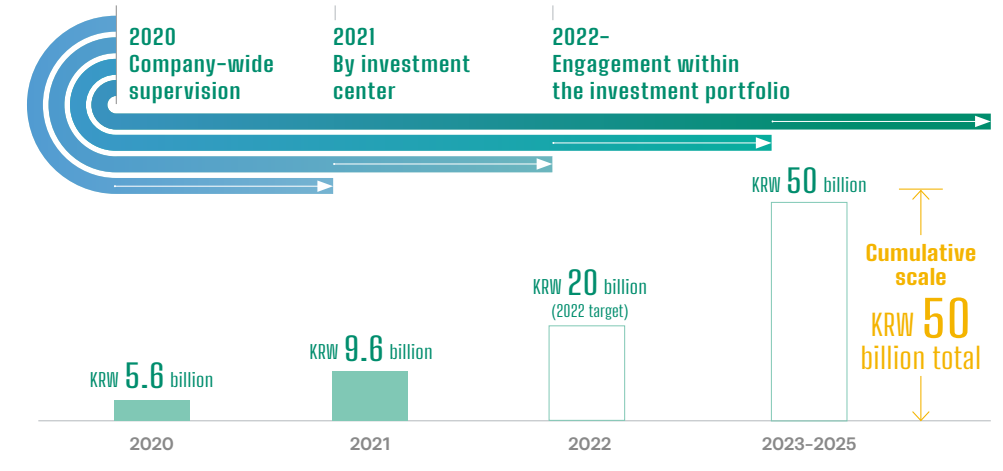 2020
Company-wide
supervision
2021
By investment
center
2022-
Engagement within
the investment portfolio
KRW 5.6 billion
KRW 9.6 billion
KRW 20 billion
(2022 target)
KRW 50 billion
Cumulative
scale
KRW 50
billion total
2020
2021
2022
2023-2025